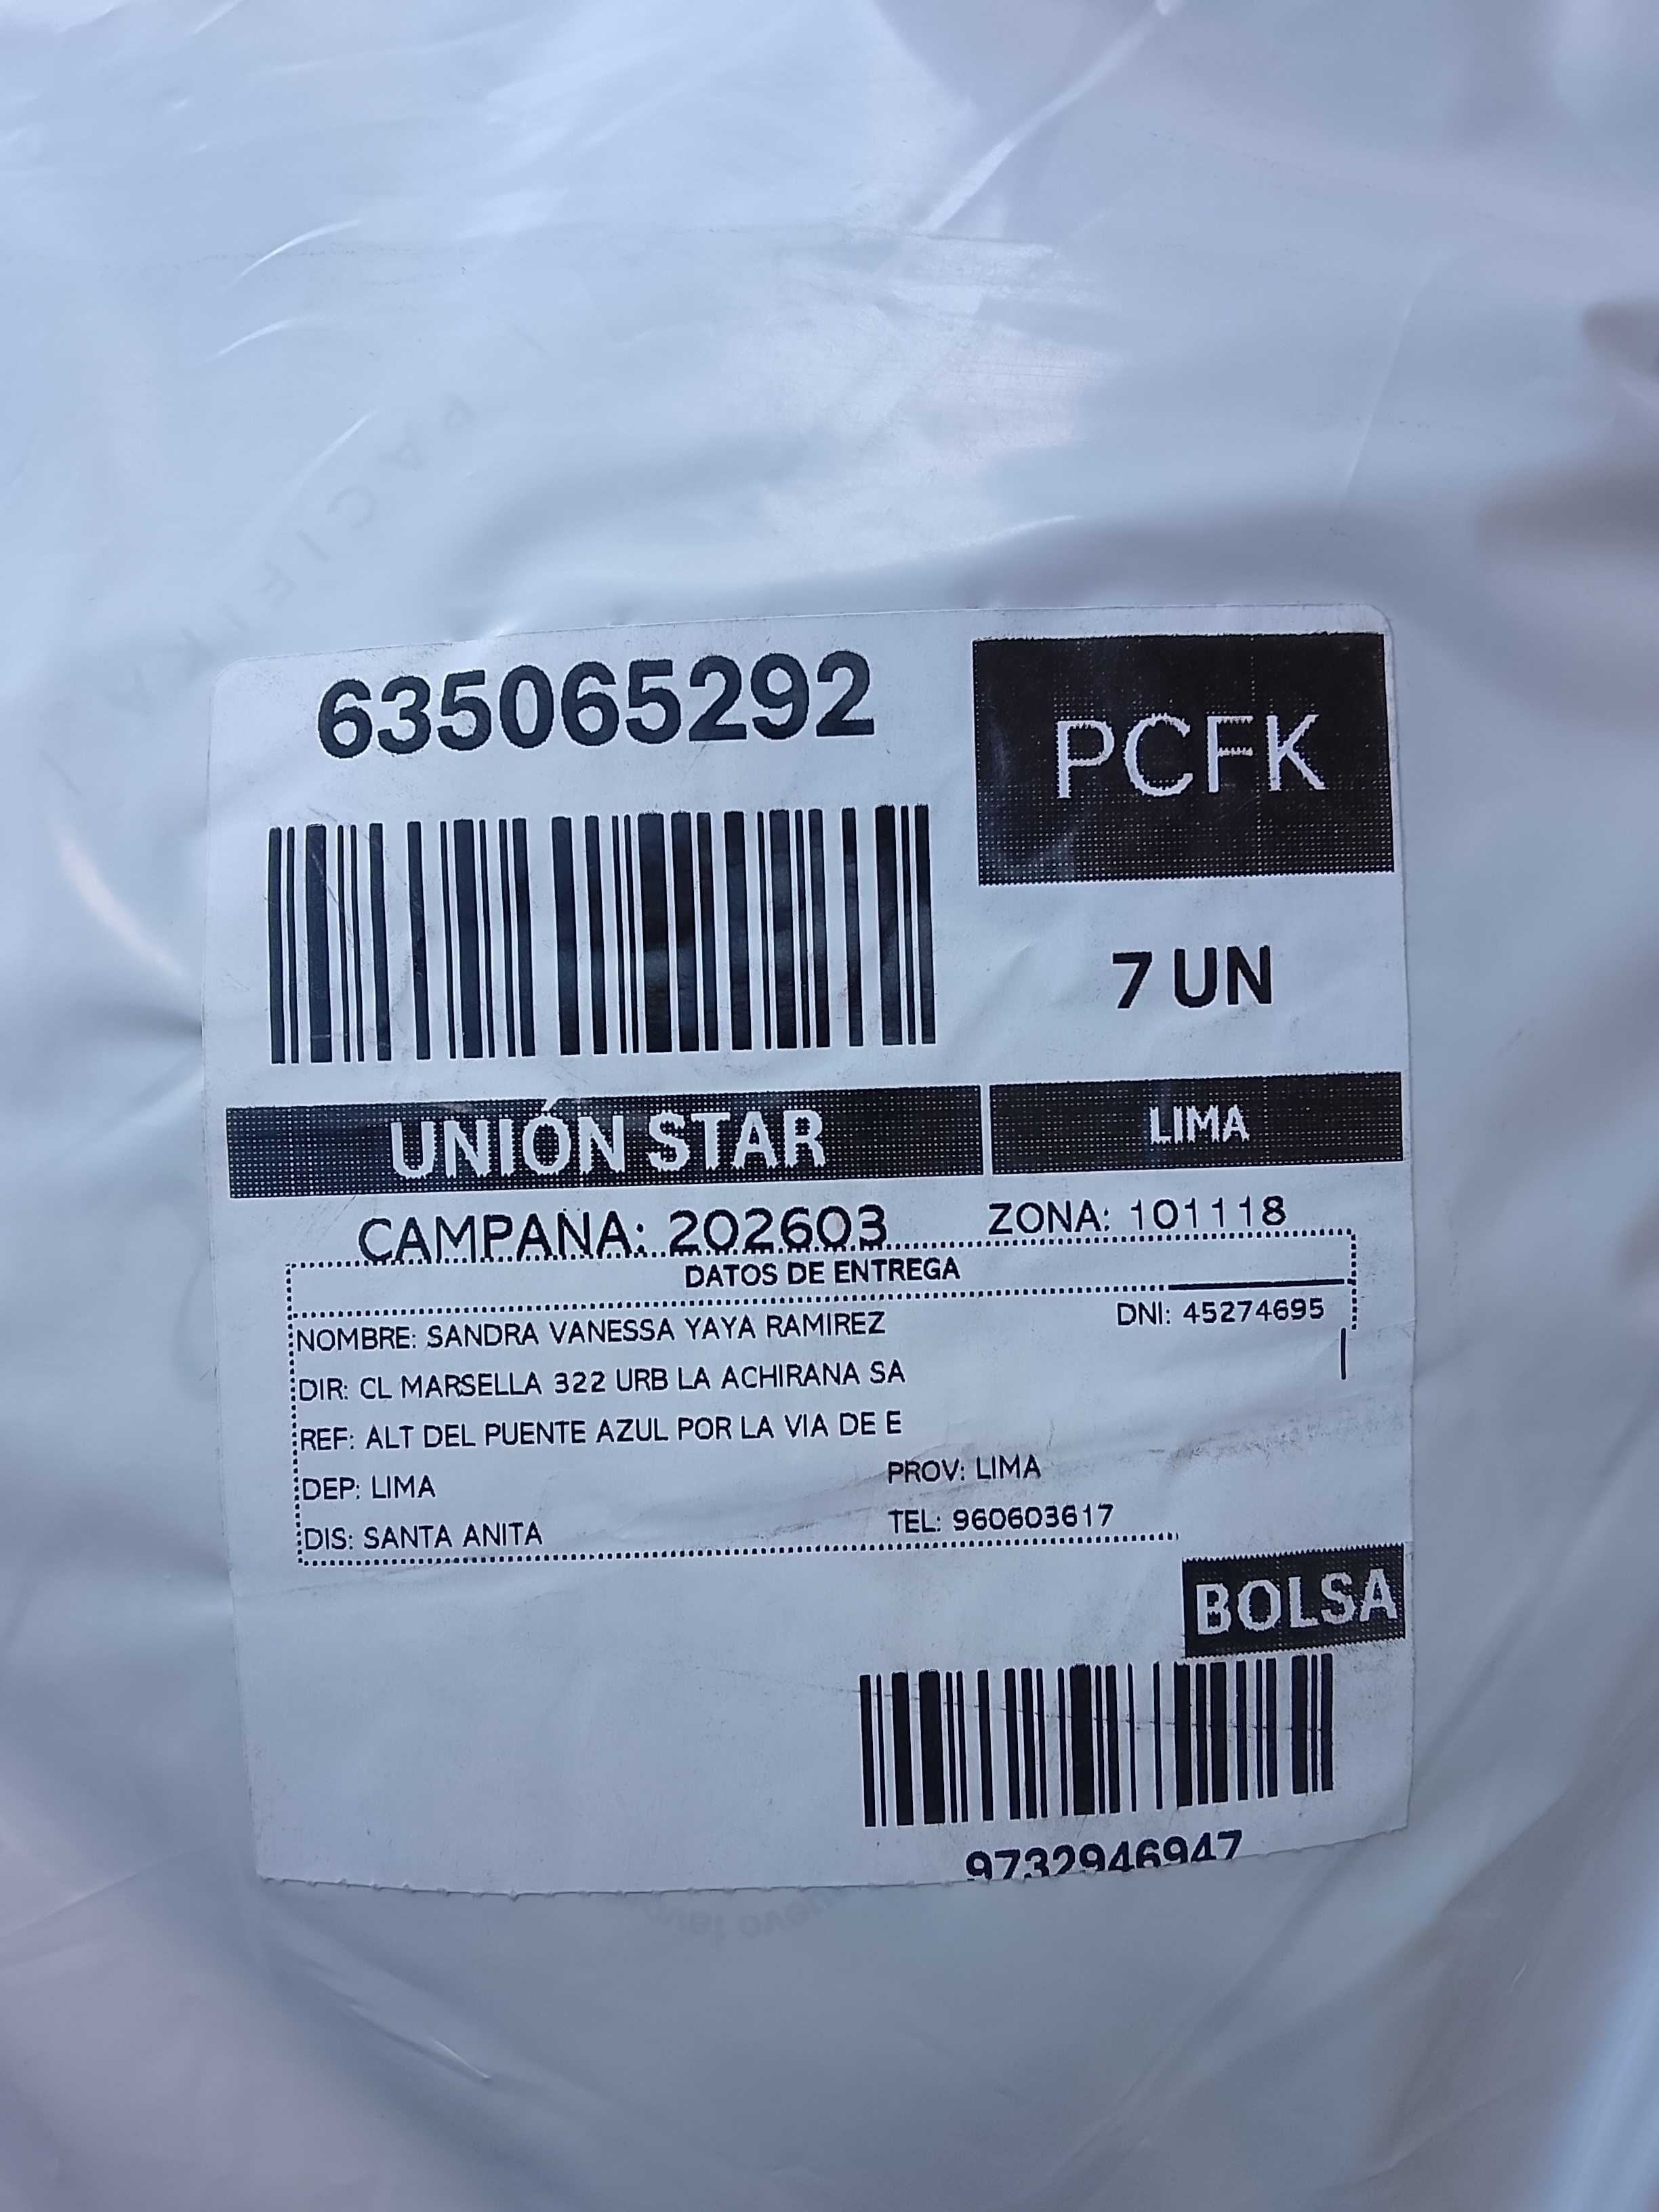 635065292
PCFK
7 UN
UNIÓN STAR
LIMA
CAMPANA: 202603
ZONA: 101118
DATOS DE ENTREGA
NOMBRE: SANDRA VANESSA YAYA RAMIREZ
DNI: 45274695
DIR: CL MARSELLA 322 URB LA ACHIRANA SA
REF: ALT DEL PUENTE AZUL POR LA VIA DE E
DEP: LIMA
PROV: LIMA
DIS: SANTA ANITA
TEL: 960603617
BOLSA
9732946947